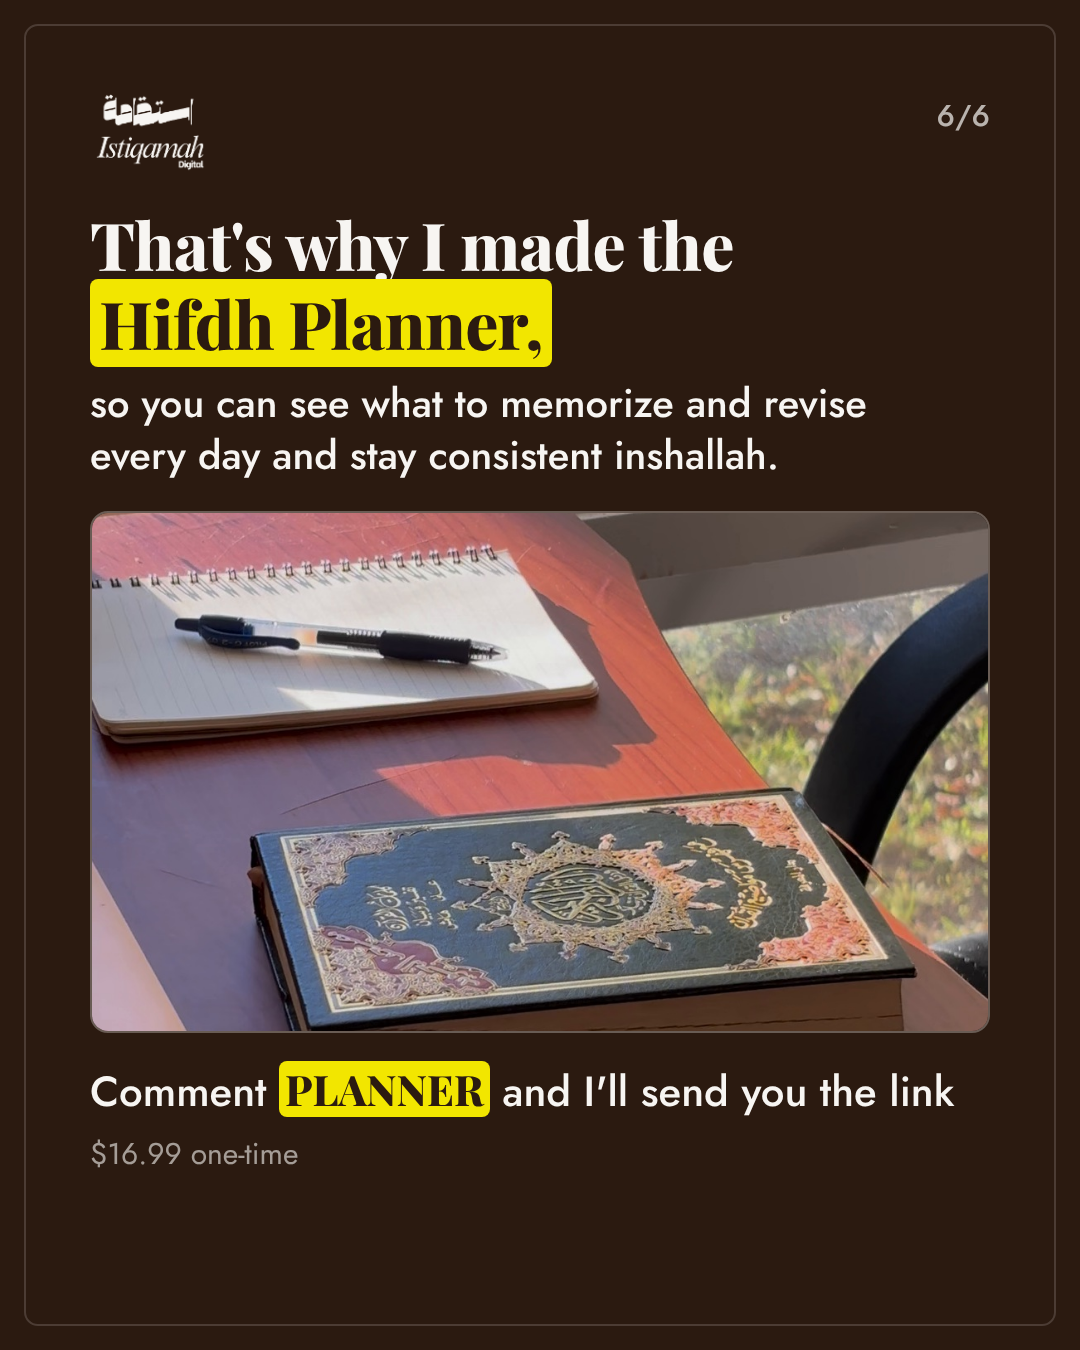 استقامة
Istiqamah
Digital
6/6
That's why I made the
Hifdh Planner,
so you can see what to memorize and revise
every day and stay consistent inshallah.
Comment PLANNER and I'll send you the link
$16.99 one-time